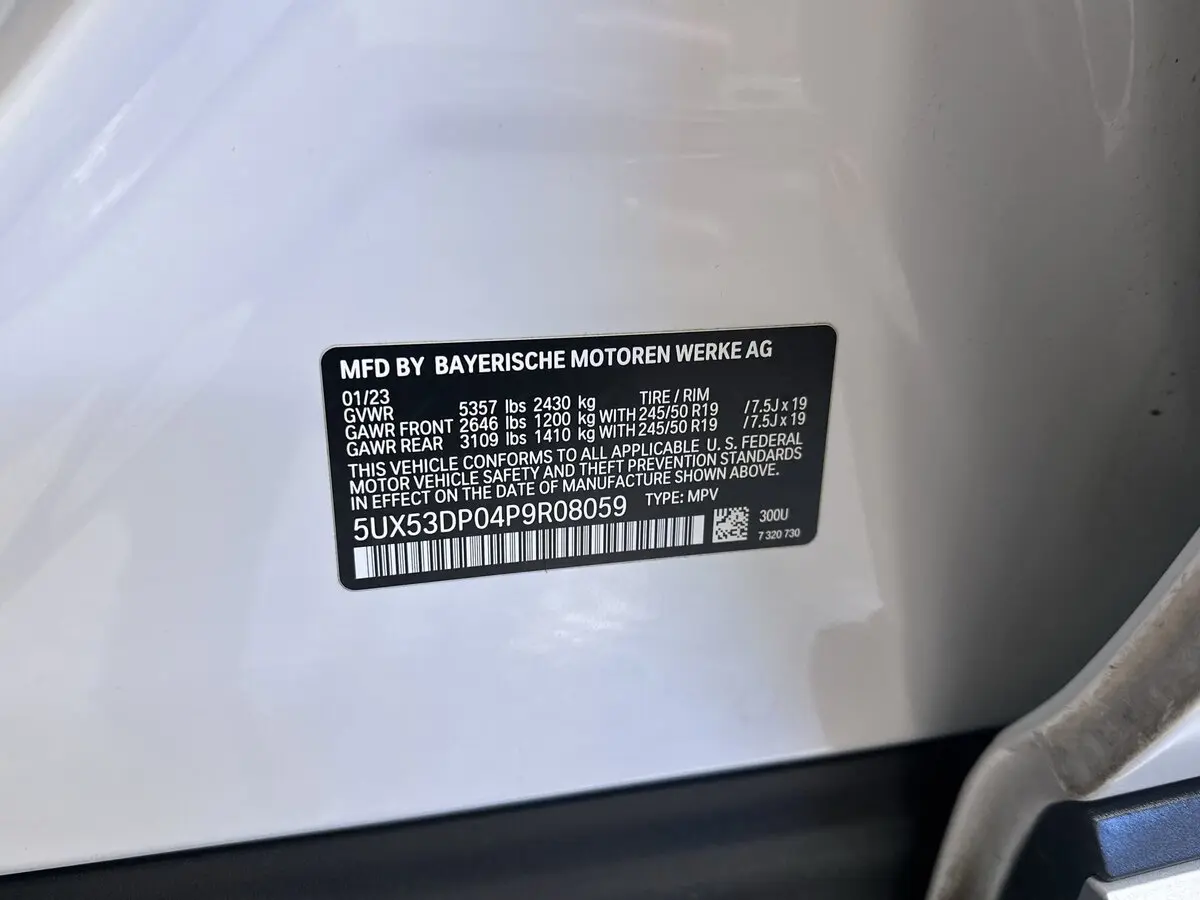 MFD BY BAYERISCHE MOTOREN WERKE AG
01/23 TIRE / RIM
GVWR 5357 lbs 2430 kg
GAWR FRONT 2646 lbs 1200 kg WITH 245/50 R19 / 7.5J x 19
GAWR REAR 3109 lbs 1410 kg WITH 245/50 R19 / 7.5J x 19
THIS VEHICLE CONFORMS TO ALL APPLICABLE U. S. FEDERAL
MOTOR VEHICLE SAFETY AND THEFT PREVENTION STANDARDS
IN EFFECT ON THE DATE OF MANUFACTURE SHOWN ABOVE.
5UX53DP04P9R08059 TYPE: MPV
300U
7 320 730